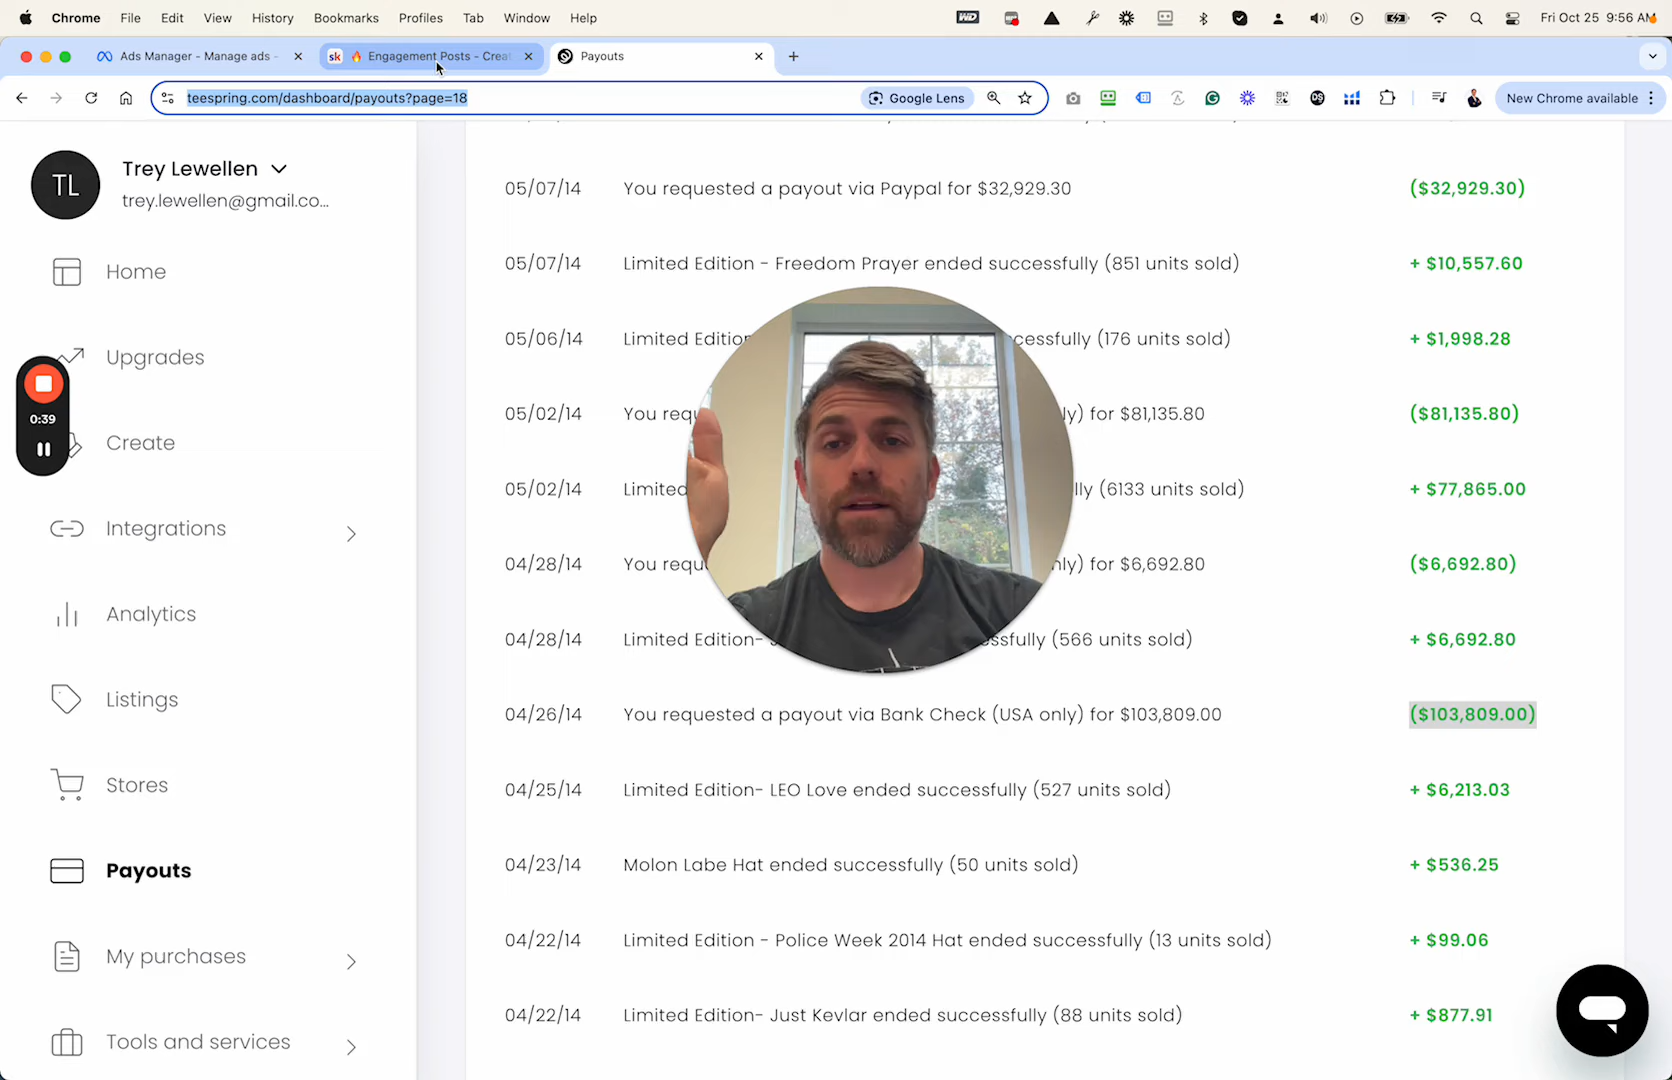 Chrome File Edit View History Bookmarks Profiles Tab Window Help
WD
Fri Oct 25 9:56 AM
Ads Manager - Manage ads -
sk Engagement Posts - Creat
Payouts
teespring.com/dashboard/payouts?page=18
Google Lens
New Chrome available
TL
Trey Lewellen
trey.lewellen@gmail.co...
Home
Upgrades
0:39
Create
Integrations
Analytics
Listings
Stores
Payouts
My purchases
Tools and services
05/07/14 You requested a payout via Paypal for $32,929.30 ($32,929.30)
05/07/14 Limited Edition - Freedom Prayer ended successfully (851 units sold) + $10,557.60
05/06/14 Limited Edition cessfully (176 units sold) + $1,998.28
05/02/14 You requ ly) for $81,135.80 ($81,135.80)
05/02/14 Limited lly (6133 units sold) + $77,865.00
04/28/14 You requ nly) for $6,692.80 ($6,692.80)
04/28/14 Limited Edition- ssfully (566 units sold) + $6,692.80
04/26/14 You requested a payout via Bank Check (USA only) for $103,809.00 ($103,809.00)
04/25/14 Limited Edition- LEO Love ended successfully (527 units sold) + $6,213.03
04/23/14 Molon Labe Hat ended successfully (50 units sold) + $536.25
04/22/14 Limited Edition - Police Week 2014 Hat ended successfully (13 units sold) + $99.06
04/22/14 Limited Edition- Just Kevlar ended successfully (88 units sold) + $877.91